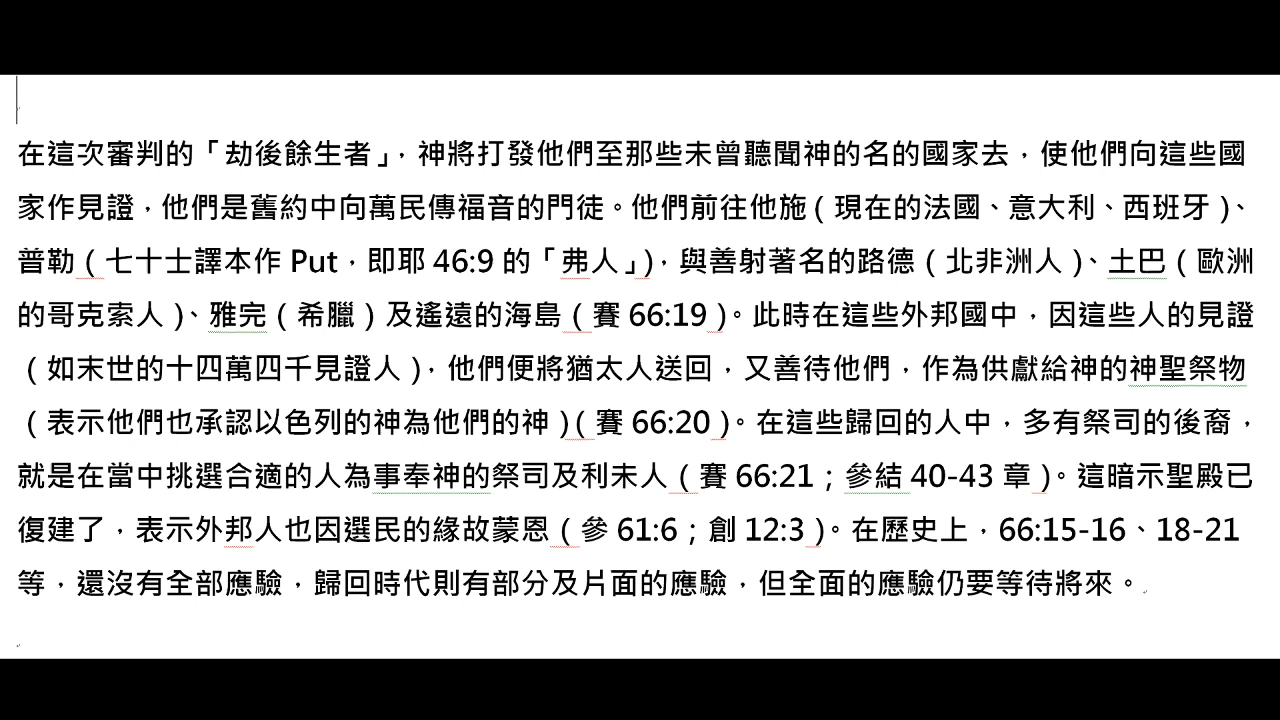 在這次審判的「劫後餘生者」，神將打發他們至那些未曾聽聞神的名的國家去，使他們向這些國
家作見證，他們是舊約中向萬民傳福音的門徒。他們前往他施（現在的法國、意大利、西班牙）、
普勒（七十士譯本作 Put，即耶 46:9 的「弗人」），與善射著名的路德（北非洲人）、土巴（歐洲
的哥克索人）、雅完（希臘）及遙遠的海島（賽 66:19）。此時在這些外邦國中，因這些人的見證
（如末世的十四萬四千見證人），他們便將猶太人送回，又善待他們，作為供獻給神的神聖祭物
（表示他們也承認以色列的神為他們的神）（賽 66:20）。在這些歸回的人中，多有祭司的後裔，
就是在當中挑選合適的人為事奉神的祭司及利未人（賽 66:21；參結 40-43 章）。這暗示聖殿已
復建了，表示外邦人也因選民的緣故蒙恩（參 61:6；創 12:3）。在歷史上，66:15-16、18-21
等，還沒有全部應驗，歸回時代則有部分及片面的應驗，但全面的應驗仍要等待將來。